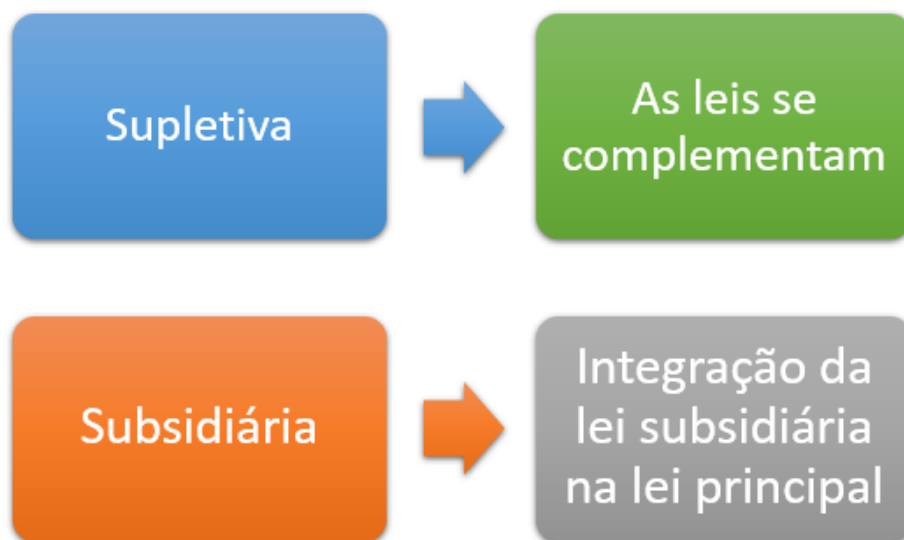 Supletiva
As leis se
complementam
Subsidiária
Integração da
lei subsidiária
na lei principal